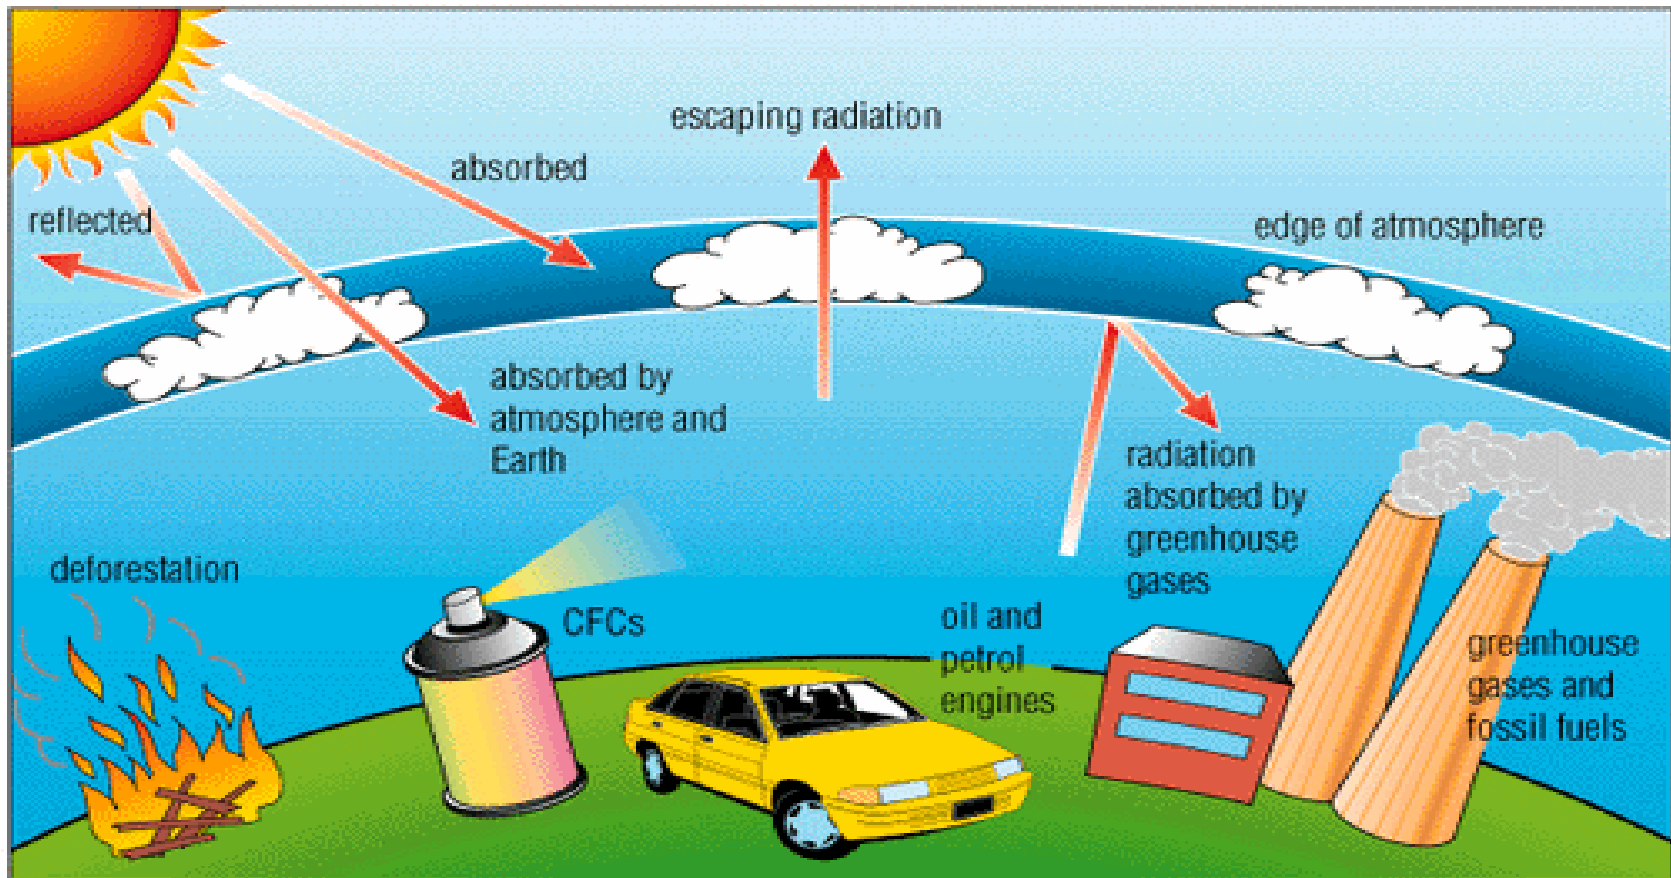 escaping radiation
absorbed
reflected
edge of atmosphere
absorbed by
atmosphere and
Earth
radiation
absorbed by
greenhouse
gases
deforestation
CFCs
oil and
petrol
engines
greenhouse
gases and
fossil fuels